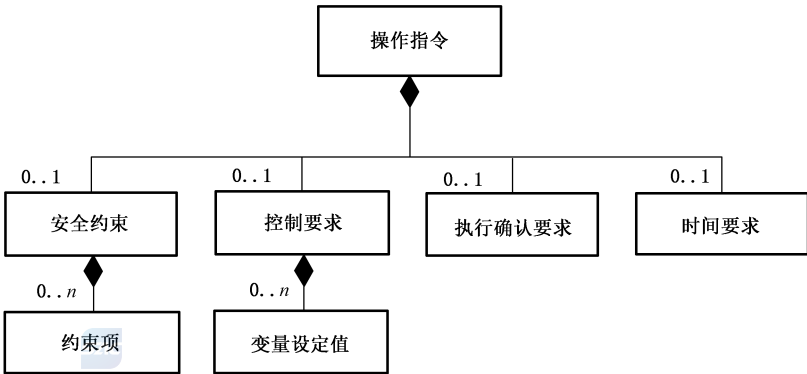 操作指令
0..1
0..1
0..1
0..1
安全约束
控制要求
执行确认要求
时间要求
0..n
0..n
约束项
变量设定值